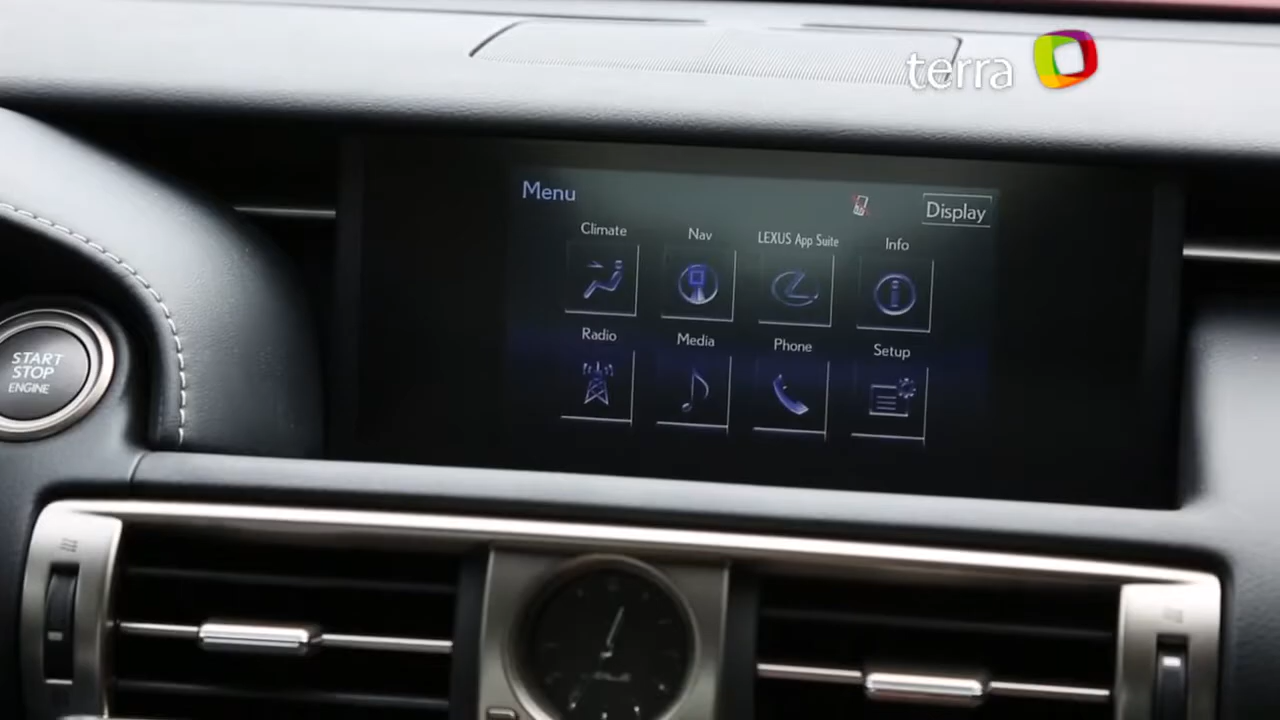 terra
Menu
Display
Climate
Nav
LEXUS App Suite
Info
Radio
Media
Phone
Setup
START
STOP
ENGINE